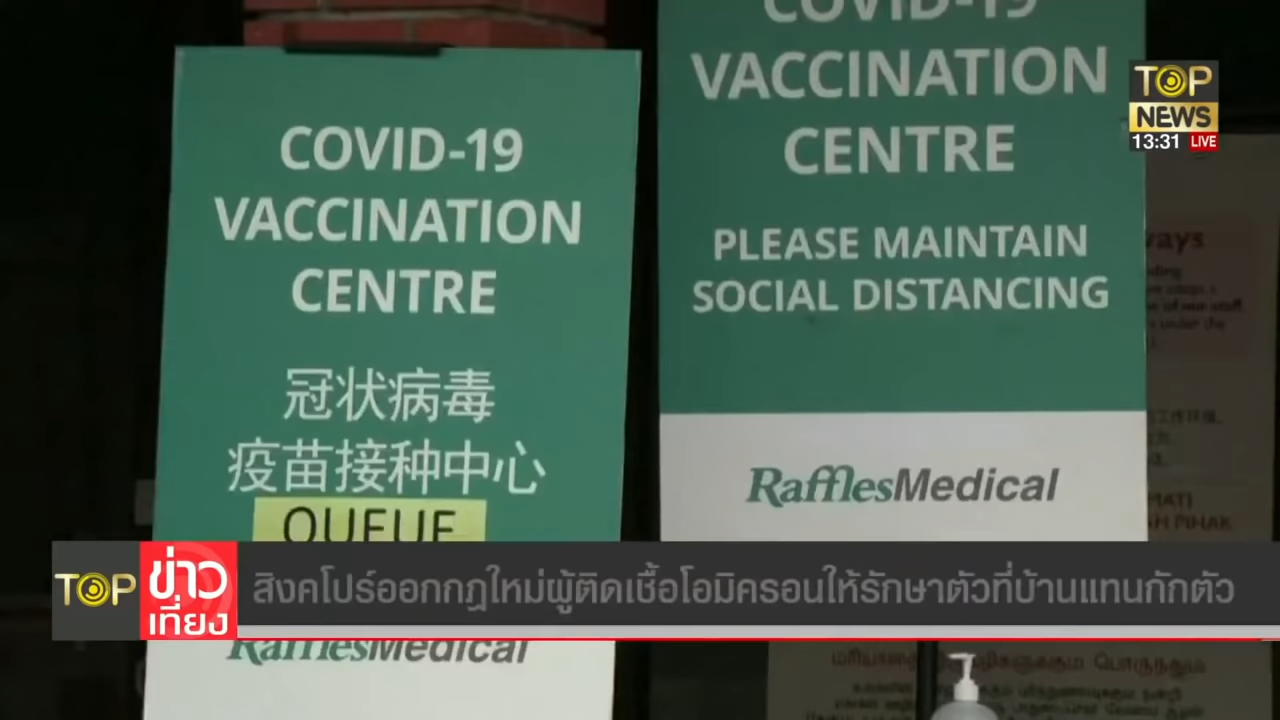 COVID-19
VACCINATION
CENTRE
冠状病毒
疫苗接种中心
QUEUE
RafflesMedical
COVID-19
VACCINATION
CENTRE
PLEASE MAINTAIN
SOCIAL DISTANCING
RafflesMedical
TOP
NEWS
13:31 LIVE
TOP
ข่าว
เที่ยง
สิงคโปร์ออกกฎใหม่ผู้ติดเชื้อโอมิครอนให้รักษาตัวที่บ้านแทนกักตัว